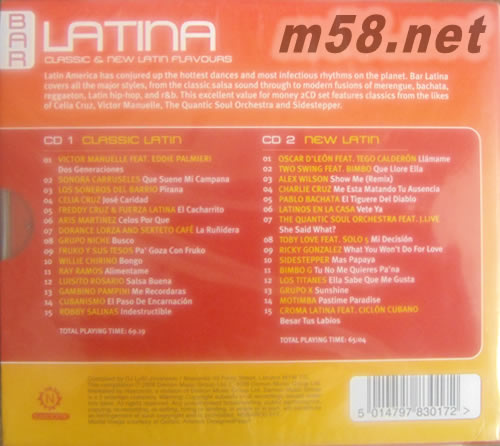 m58.net
BAR
LATINA
CLASSIC & NEW LATIN FLAVOURS
Latin America has conjured up the hottest dances and most
infectious rhythms on the planet. Bar Latina
covers all the major styles, from the classic salsa
sound through to modern fusions of merengue, bachata,
reggaeton, Latin hip-hop, and r&b. This excellent value for
money 2CD set features classics from the likes
of Celia Cruz, Victor Manuelle, The Quantic Soul Orchestra and Sidestepper.
CD 1 CLASSIC LATIN
01 VICTOR MANUELLE FEAT. EDDIE PALMIERI
Dos Generaciones
02 SONORA CARRUSELES Que Suene Mi Campana
03 LOS SONEROS DEL BARRIO Pirana
04 CELIA CRUZ José Caridad
05 FREDDY CRUZ & FUERZA LATINA El Cacharrito
06 ARIS MARTINEZ Celos Por Que
07 DORANCE LORZA AND SEXTETO CAFÉ La Ruñidera
08 GRUPO NICHE Busco
09 FRUKO Y SUS TESOS Pa' Goza Con Fruko
10 WILLIE CHIRINO Bongo
11 RAY RAMOS Alimentame
12 LUISITO ROSARIO Salsa Buena
13 GAMBINO PAMPINI Me Recordaras
14 CUBANISMO El Paso De Encarnación
15 ROBBY SALINAS Indestructible
TOTAL PLAYING TIME: 69.19
CD 2 NEW LATIN
01 OSCAR D'LEÓN FEAT. TEGO CALDERÓN Llámame
02 TWO SWING FEAT. BIMBO Que Llore Ella
03 ALEX WILSON Show Me (Remix)
04 CHARLIE CRUZ Me Esta Matando Tu Ausencia
05 PABLO BACHATA El Tiguere Del Diablo
06 LATINOS EN LA CASA Vete Ya
07 THE QUANTIC SOUL ORCHESTRA FEAT. J.LIVE
She Said What?
08 TOBY LOVE FEAT. SOLO S, Mi Decisión
09 RICKY GONZALEZ What You Won't Do For Love
10 SIDESTEPPER Mas Papaya
11 BIMBO G Tu No Me Quieres Pa'na
12 LOS TITANES Ella Sabe Que Me Gusta
13 GRUPO X Sunshine
14 MOTIMBA Pastime Paradise
15 CROMA LATINA FEAT. CICLÓN CUBANO
Besar Tus Labios
TOTAL PLAYING TIME: 65:04
N
5 014797 830172 >